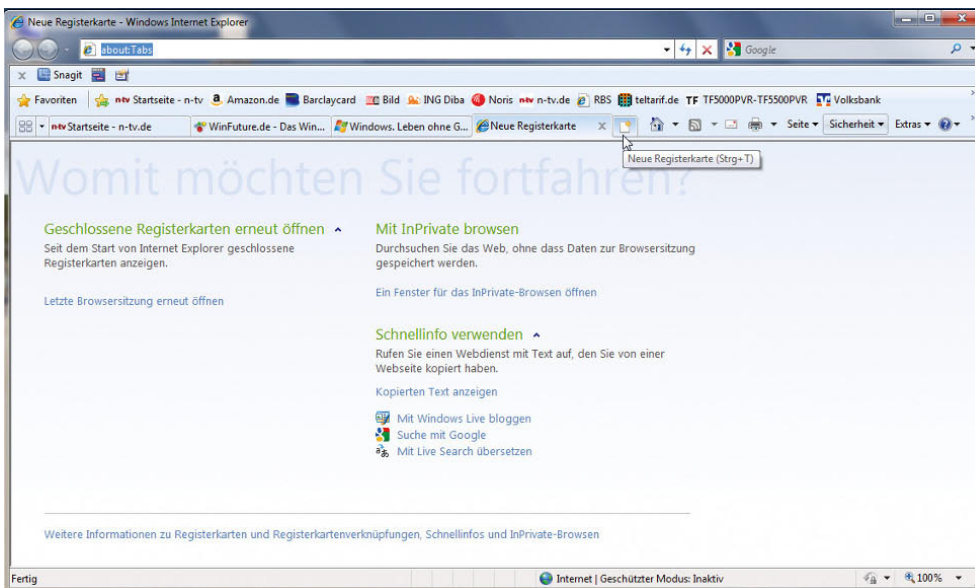 Neue Registerkarte - Windows Internet Explorer
about:Tabs
Google
x Snagit
Favoriten ntv Startseite - n-tv Amazon.de Barclaycard Bild ING Diba Noris ntv n-tv.de RBS teltarif.de TF TF5000PVR-TF5500PVR Volksbank
ntv Startseite - n-tv.de WinFuture.de - Das Win... Windows. Leben ohne G... Neue Registerkarte x Seite Sicherheit Extras
Neue Registerkarte (Strg+T)
Womit möchten Sie fortfahren?
Geschlossene Registerkarten erneut öffnen
Seit dem Start von Internet Explorer geschlossene
Registerkarten anzeigen.
Letzte Browsersitzung erneut öffnen
Mit InPrivate browsen
Durchsuchen Sie das Web, ohne dass Daten zur Browsersitzung
gespeichert werden.
Ein Fenster für das InPrivate-Browsen öffnen
Schnellinfo verwenden
Rufen Sie einen Webdienst mit Text auf, den Sie von einer
Webseite kopiert haben.
Kopierten Text anzeigen
Mit Windows Live bloggen
Suche mit Google
Mit Live Search übersetzen
Weitere Informationen zu Registerkarten und Registerkartenverknüpfungen, Schnellinfos und InPrivate-Browsen
Fertig
Internet | Geschützter Modus: Inaktiv
100%